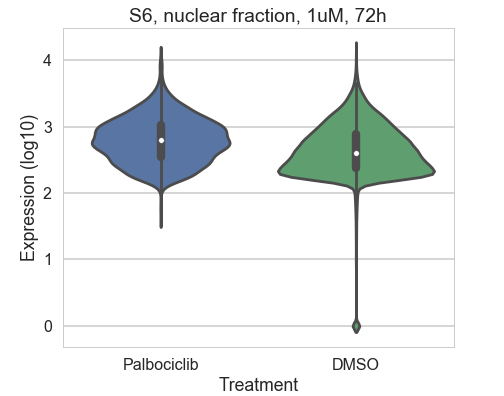 S6, nuclear fraction, 1uM, 72h
Expression (log10)
4
3
2
1
0
Palbociclib DMSO
Treatment